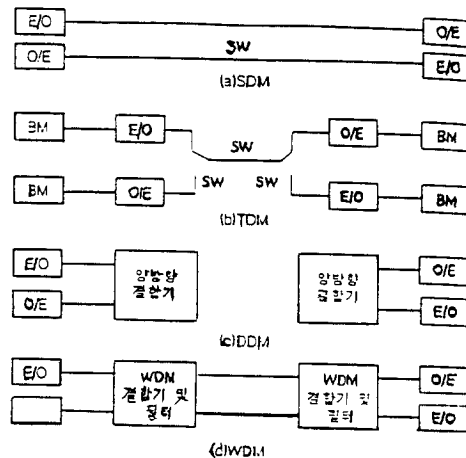 E/O O/E
SW
O/E E/O
(a)SDM
BM E/O O/E BM
SW
BM O/E SW SW E/O BM
(b)TDM
E/O 양방향 결합기 양방향 결합기 O/E
O/E E/O
(c)DDM
E/O WDM 결합기 및 필터 WDM 결합기 및 필터 O/E
E/O
(d)WDM